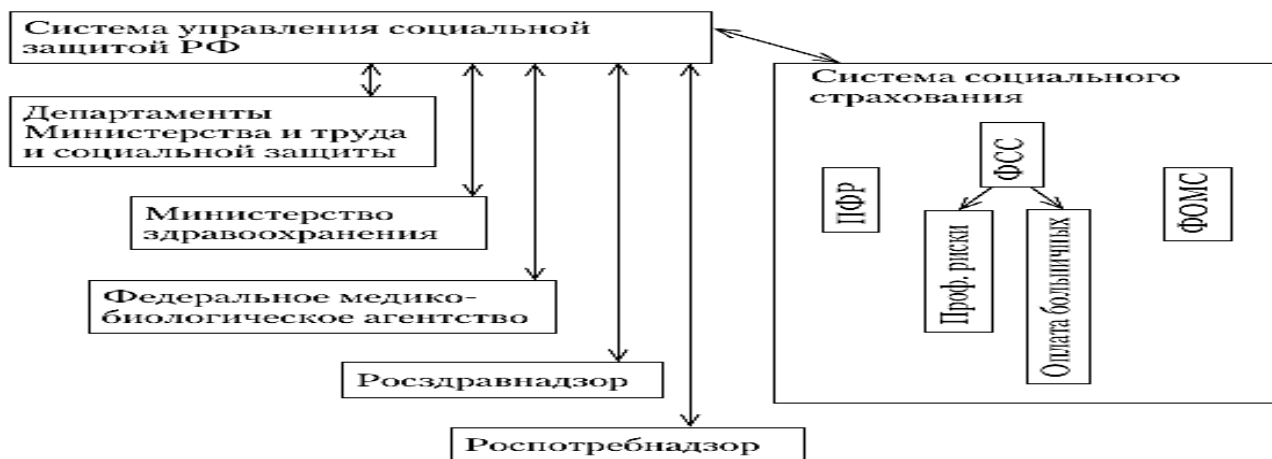 Система управления социальной
защитой РФ
Департаменты
Министерства и труда
и социальной защиты
Министерство
здравоохранения
Федеральное медико-
биологическое агентство
Росздравнадзор
Роспотребнадзор
Система социального
страхования
ПФР
ФСС
Проф. риски
Оплата больничных
ФОМС